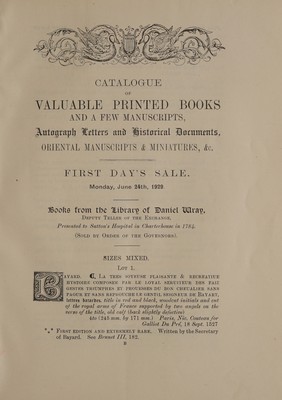 CATALOGUE
OF
VALUABLE PRINTED BOOKS
AND A FEW MANUSCRIPTS,
Autograph Letters and Historical Documents,
ORIENTAL MANUSCRIPTS & MINIATURES, &c.
FIRST DAY'S SALE.
Monday, June 24th, 1929
Books from the Library of Daniel Wray,
DEPUTY TELLER OF THE EXCHEQR,
Presented to Sutton's Hospital in Charterhouse in 1785.
(SOLD BY ORDER OF THE GOVERNORS).
SIZES MIXED.
LOT 1.
BAYARD. LA TRES JOYEUSE PLAISANTE & RECREATIVE
HYSTOIRE COMPOSEE PAR LE LOYAL SERUITEUR DES FAIZ
GESTES TRIUMPHES ET PROUESSES DU BON CHEUALIER SANS
PAOUR ET SANS REPROUCHE LE GENTIL SEIGNEUR DE BAYART,
lettres batardes, title in red and black, woodcut initials and cut
of the royal arms of France supported by two angels on the
verso of the title, old calf (back slightly defective)
4to (248 mm. by 171 mm.) Paris, Nic. Couteau for
Galliot Du Pré, 18 Sept. 1527
*** FIRST EDITION AND EXTREMELY RARE. Written by the Secretary
of Bayard. See Brunet III, 182.
B